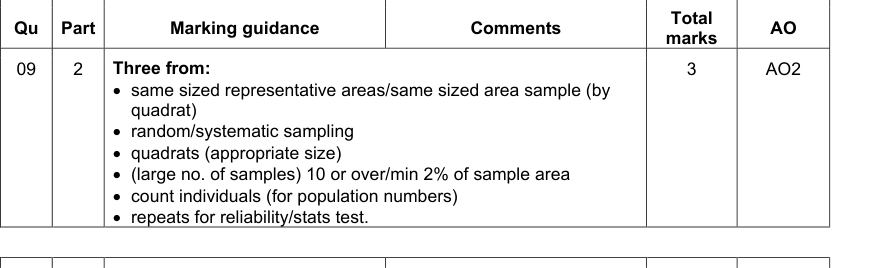 Qu Part Marking guidance Comments Total marks AO
09 2 Three from: 3 AO2
• same sized representative areas/same sized area sample (by
quadrat)
• random/systematic sampling
• quadrats (appropriate size)
• (large no. of samples) 10 or over/min 2% of sample area
• count individuals (for population numbers)
• repeats for reliability/stats test.